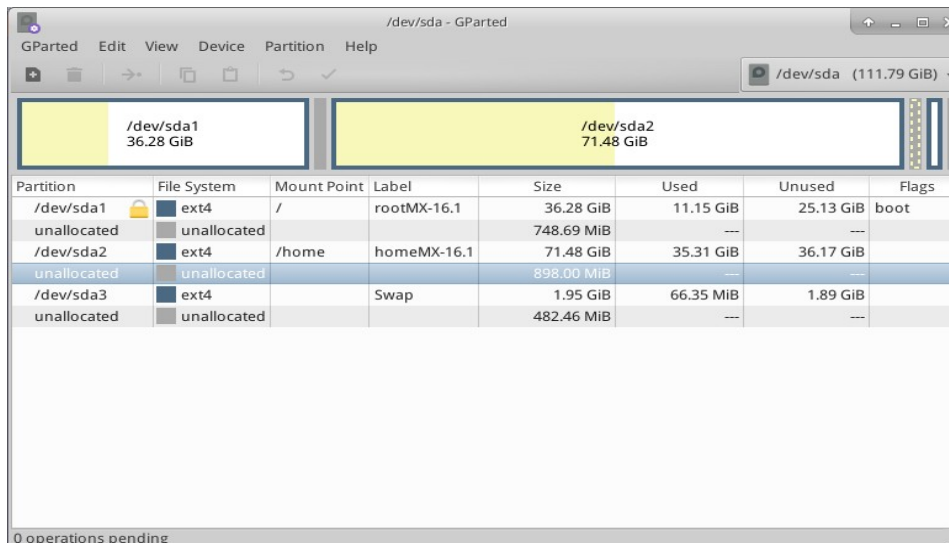 /dev/sda - GParted
GParted Edit View Device Partition Help
/dev/sda (111.79 GiB)
/dev/sda1
36.28 GiB
/dev/sda2
71.48 GiB
Partition File System Mount Point Label Size Used Unused Flags
/dev/sda1 ext4 / rootMX-16.1 36.28 GiB 11.15 GiB 25.13 GiB boot
unallocated unallocated 748.69 MiB --- ---
/dev/sda2 ext4 /home homeMX-16.1 71.48 GiB 35.31 GiB 36.17 GiB
unallocated unallocated 898.00 MiB --- ---
/dev/sda3 ext4 Swap 1.95 GiB 66.35 MiB 1.89 GiB
unallocated unallocated 482.46 MiB --- ---
0 operations pending